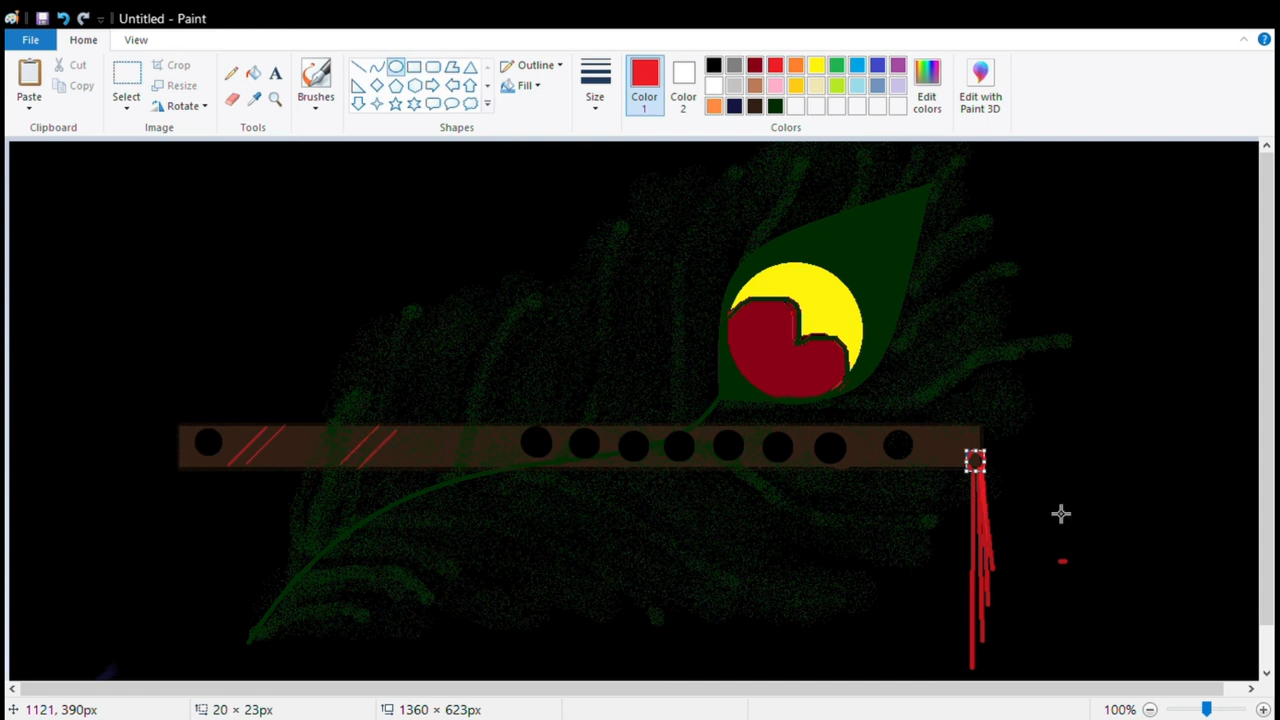 Untitled - Paint
File Home View
Paste
Cut
Copy
Clipboard
Select
Crop
Resize
Rotate
Image
A
Tools
Brushes
Outline
Fill
Shapes
Size
Color 1
Color 2
Edit colors
Colors
Edit with Paint 3D
1121, 390px 20 × 23px 1360 × 623px 100%